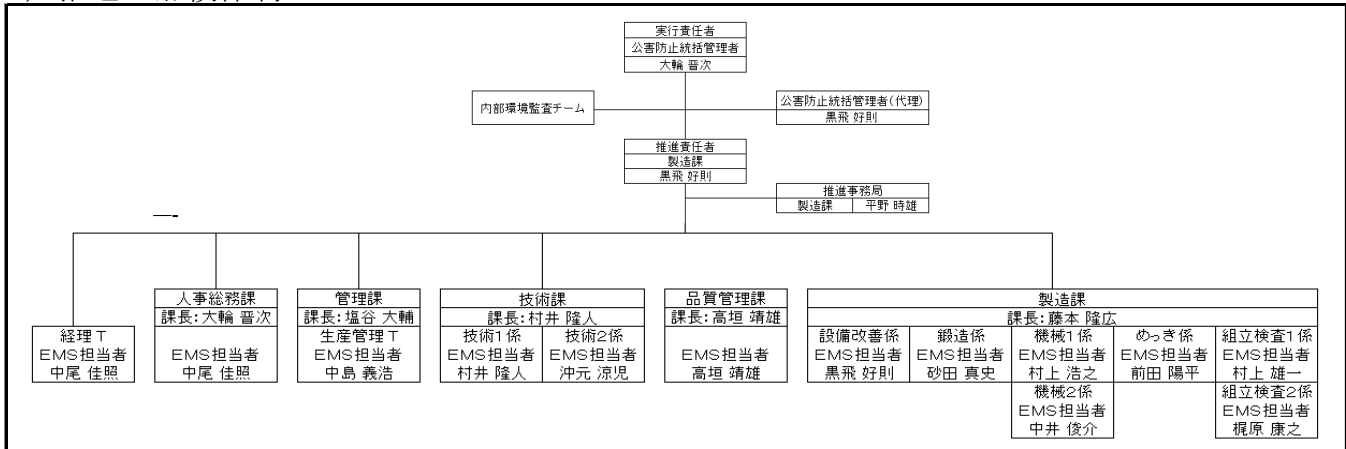 実行責任者
公害防止統括管理者
大輪 晋次
内部環境監査チーム
公害防止統括管理者(代理)
黒飛 好則
推進責任者
製造課
黒飛 好則
推進事務局
製造課 平野 時雄
経理T
EMS担当者
中尾 佳照
人事総務課
課長:大輪 晋次
EMS担当者
中尾 佳照
管理課
課長:塩谷 大輔
生産管理T
EMS担当者
中島 義浩
技術課
課長:村井 隆人
技術1係
EMS担当者
村井 隆人
技術2係
EMS担当者
沖元 涼児
品質管理課
課長:高垣 靖雄
EMS担当者
高垣 靖雄
製造課
課長:藤本 隆広
設備改善係
EMS担当者
黒飛 好則
鍛造係
EMS担当者
砂田 真史
機械1係
EMS担当者
村上 浩之
機械2係
EMS担当者
中井 俊介
めっき係
EMS担当者
前田 陽平
組立検査1係
EMS担当者
村上 雄一
組立検査2係
EMS担当者
梶原 康之